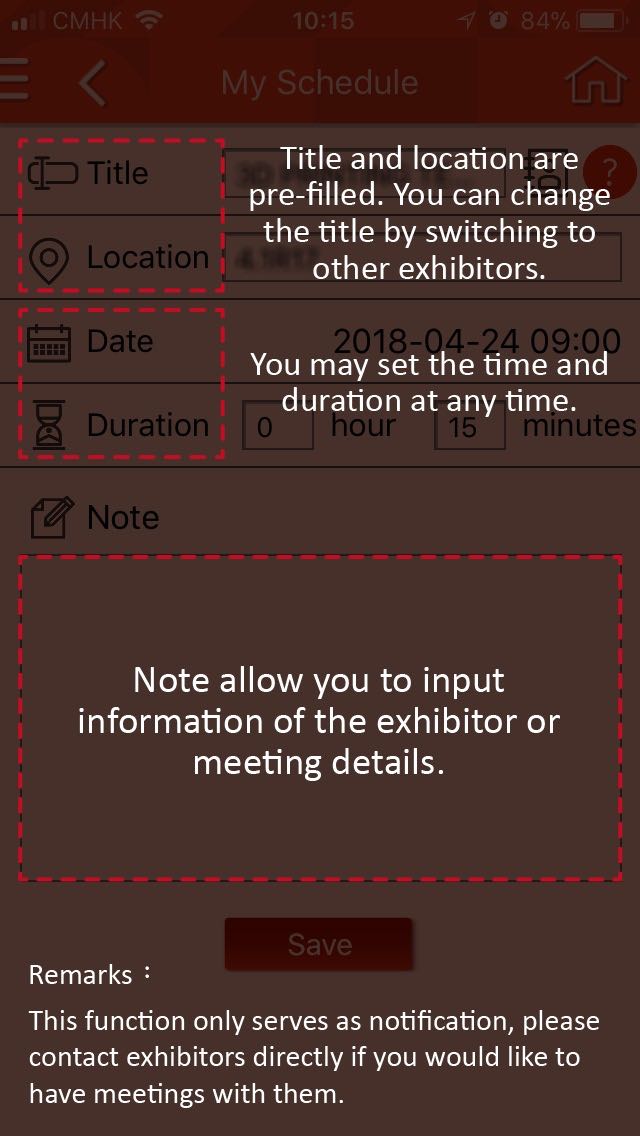 CMHK 10:15 84%
My Schedule
Title
?
Title and location are
pre-filled. You can change
the title by switching to
other exhibitors.
Location
Date 2018-04-24 09:00
You may set the time and
duration at any time.
Duration 0 hour 15 minutes
Note
Note allow you to input
information of the exhibitor or
meeting details.
Save
Remarks：
This function only serves as notification, please
contact exhibitors directly if you would like to
have meetings with them.